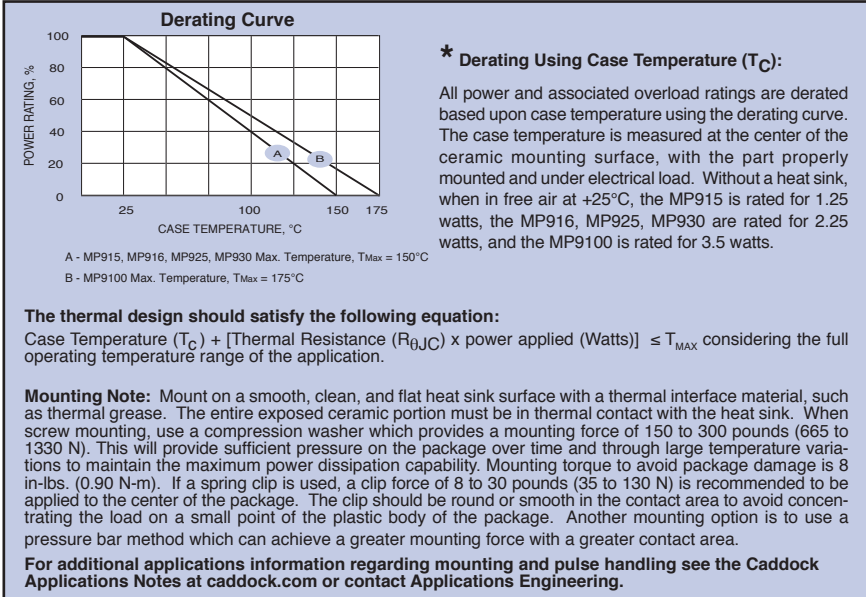 Derating Curve
100
80
60
40
20
0
POWER RATING, %
A
B
25
100
150
175
CASE TEMPERATURE, °C
A - MP915, MP916, MP925, MP930 Max. Temperature, TMax = 150°C
B - MP9100 Max. Temperature, TMax = 175°C
* Derating Using Case Temperature (TC):
All power and associated overload ratings are derated
based upon case temperature using the derating curve.
The case temperature is measured at the center of the
ceramic mounting surface, with the part properly
mounted and under electrical load. Without a heat sink,
when in free air at +25°C, the MP915 is rated for 1.25
watts, the MP916, MP925, MP930 are rated for 2.25
watts, and the MP9100 is rated for 3.5 watts.
The thermal design should satisfy the following equation:
Case Temperature (TC) + [Thermal Resistance (RθJC) x power applied (Watts)] ≤ TMAX considering the full
operating temperature range of the application.
Mounting Note: Mount on a smooth, clean, and flat heat sink surface with a thermal interface material, such
as thermal grease. The entire exposed ceramic portion must be in thermal contact with the heat sink. When
screw mounting, use a compression washer which provides a mounting force of 150 to 300 pounds (665 to
1330 N). This will provide sufficient pressure on the package over time and through large temperature varia-
tions to maintain the maximum power dissipation capability. Mounting torque to avoid package damage is 8
in-lbs. (0.90 N-m). If a spring clip is used, a clip force of 8 to 30 pounds (35 to 130 N) is recommended to be
applied to the center of the package. The clip should be round or smooth in the contact area to avoid concen-
trating the load on a small point of the plastic body of the package. Another mounting option is to use a
pressure bar method which can achieve a greater mounting force with a greater contact area.
For additional applications information regarding mounting and pulse handling see the Caddock
Applications Notes at caddock.com or contact Applications Engineering.